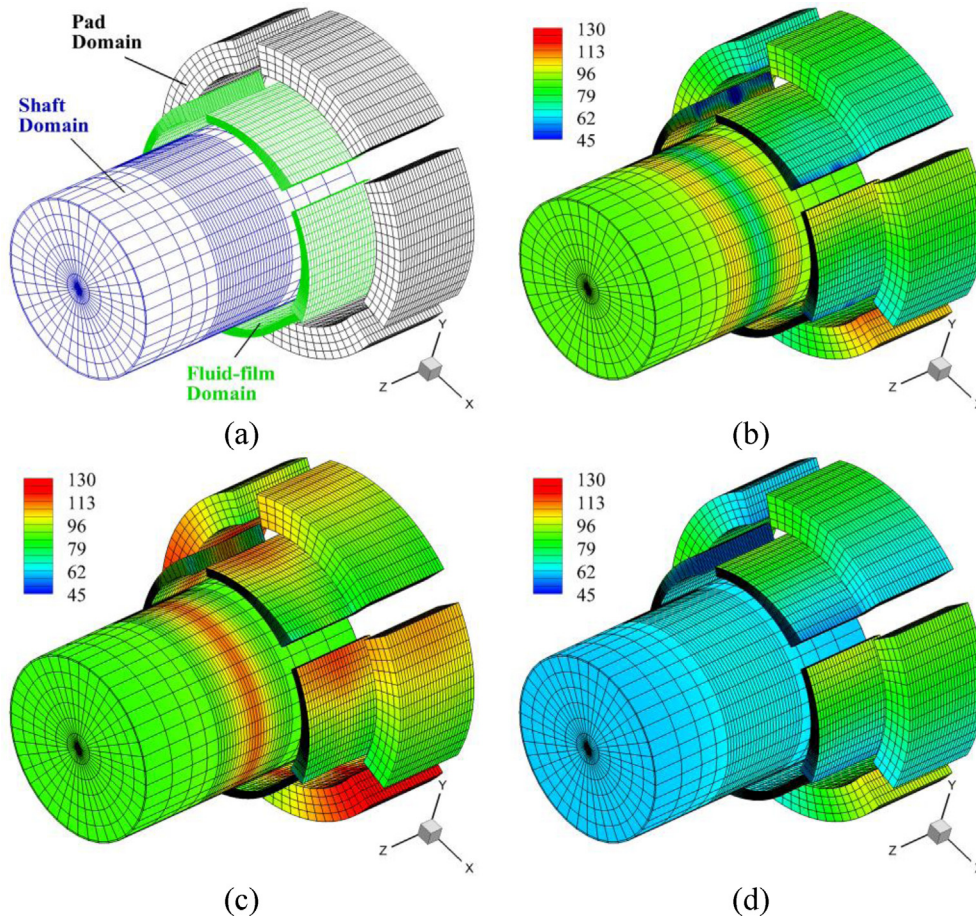 Pad
Domain
Shaft
Domain
Fluid-film
Domain
Y
Z
X
(a)
130
113
96
79
62
45
Y
Z
X
(b)
130
113
96
79
62
45
Y
Z
X
(c)
130
113
96
79
62
45
Y
Z
X
(d)